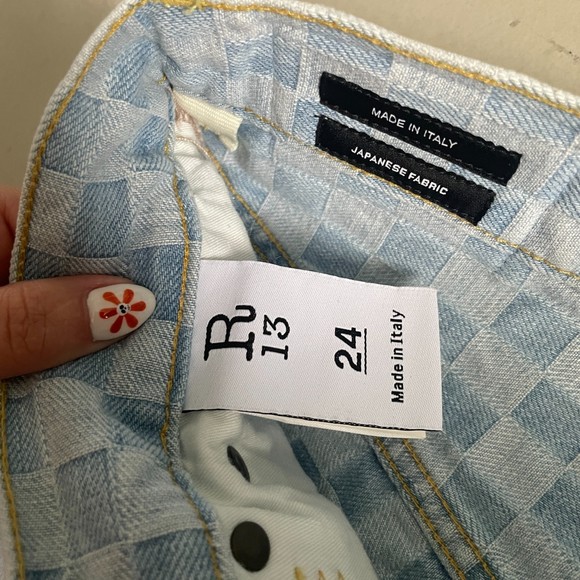 MADE IN ITALY
JAPANESE FABRIC
R
13
24
Made in Italy